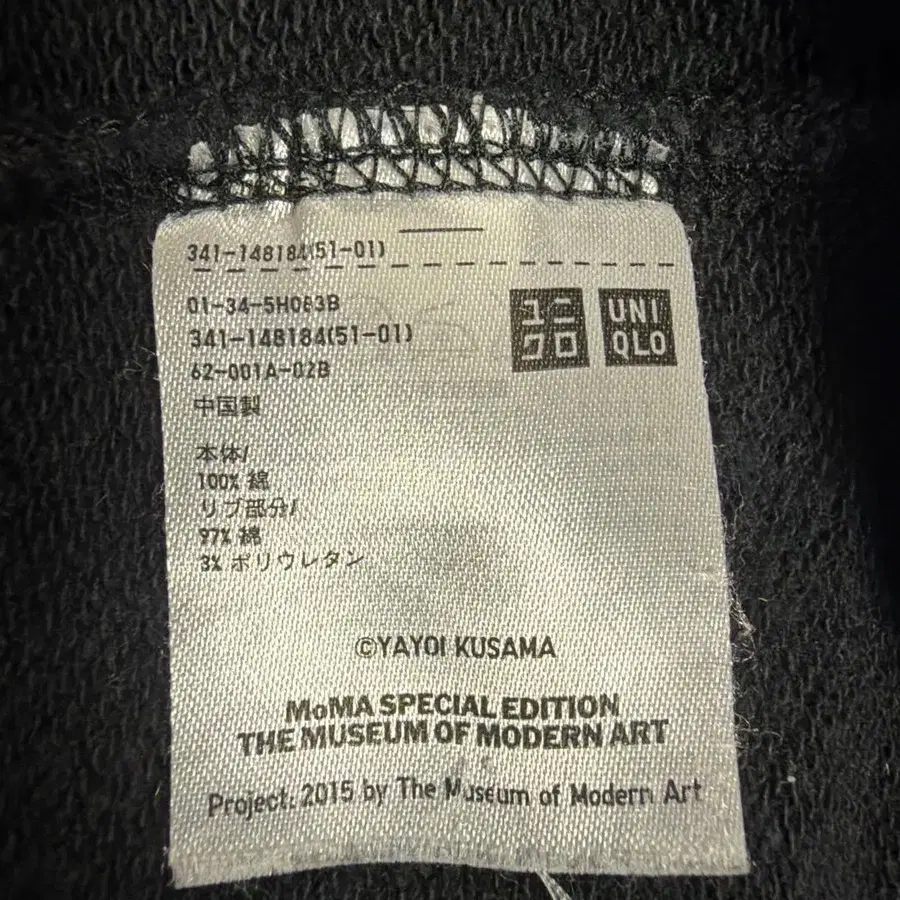 341-148184(51-01)
01-34-5H083B
341-148184(51-01)
62-001A-02B
中国製
ユニ
クロ
UNI
QLO
本体/
100% 綿
リブ部分/
97% 綿
3% ポリウレタン
©YAYOI KUSAMA
MoMA SPECIAL EDITION
THE MUSEUM OF MODERN ART
Project: 2015 by The Museum of Modern Art